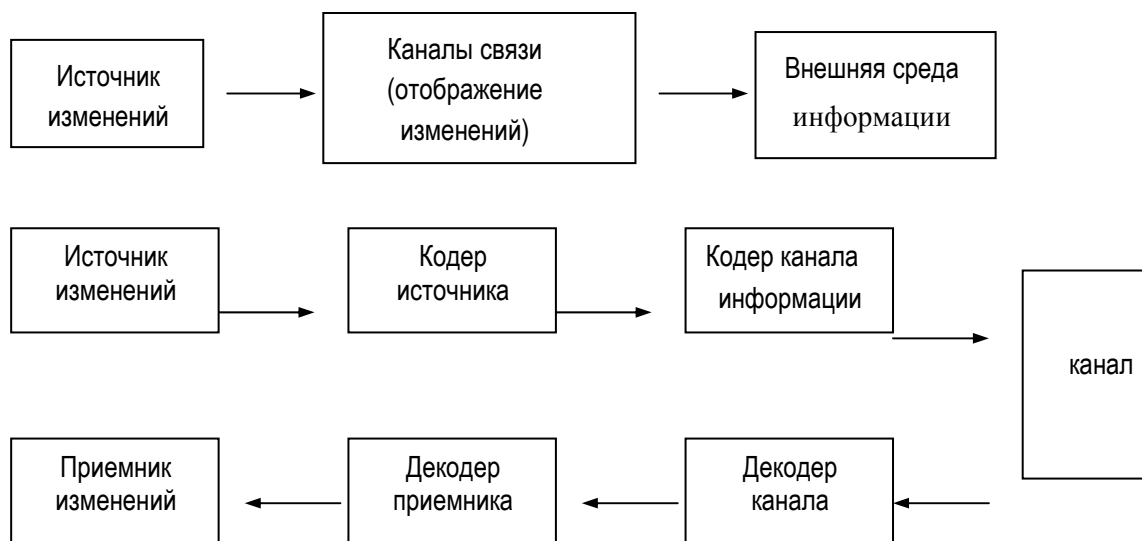 Источник
изменений
Каналы связи
(отображение
изменений)
Внешняя среда
информации
Источник
изменений
Кодер
источника
Кодер канала
информации
канал
Приемник
изменений
Декодер
приемника
Декодер
канала